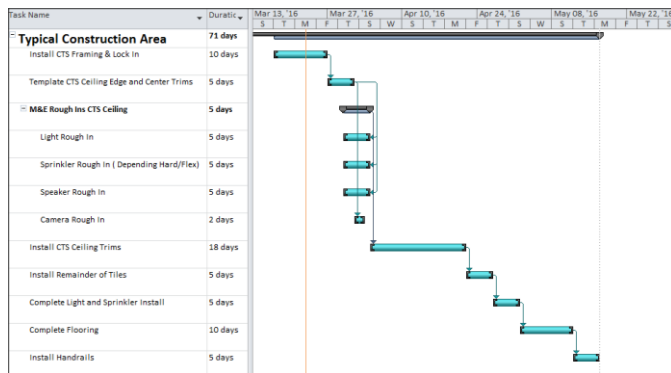 Task Name Duratic Mar 13, '16 Mar 27, '16 Apr 10, '16 Apr 24, '16 May 08, '16 May 22, '16
S T T S M W F S T T S M W F S T T S
Typical Construction Area 71 days
Install CTS Framing & Lock In 10 days
Template CTS Ceiling Edge and Center Trims 5 days
M&E Rough Ins CTS Ceiling 5 days
Light Rough In 5 days
Sprinkler Rough In ( Depending Hard/Flex) 5 days
Speaker Rough In 5 days
Camera Rough In 2 days
Install CTS Ceiling Trims 18 days
Install Remainder of Tiles 5 days
Complete Light and Sprinkler Install 5 days
Complete Flooring 10 days
Install Handrails 5 days